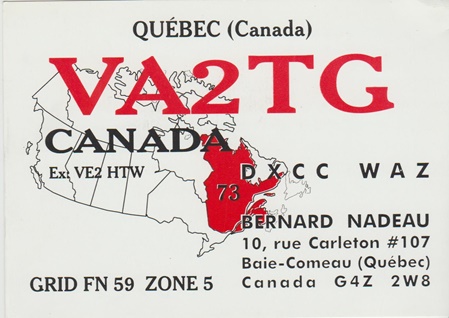 QUÉBEC (Canada)
VA2TG
CANADA
Ex: VE2 HTW
DXCC WAZ
73
BERNARD NADEAU
10, rue Carleton #107
Baie-Comeau (Québec)
Canada G4Z 2W8
GRID FN 59 ZONE 5